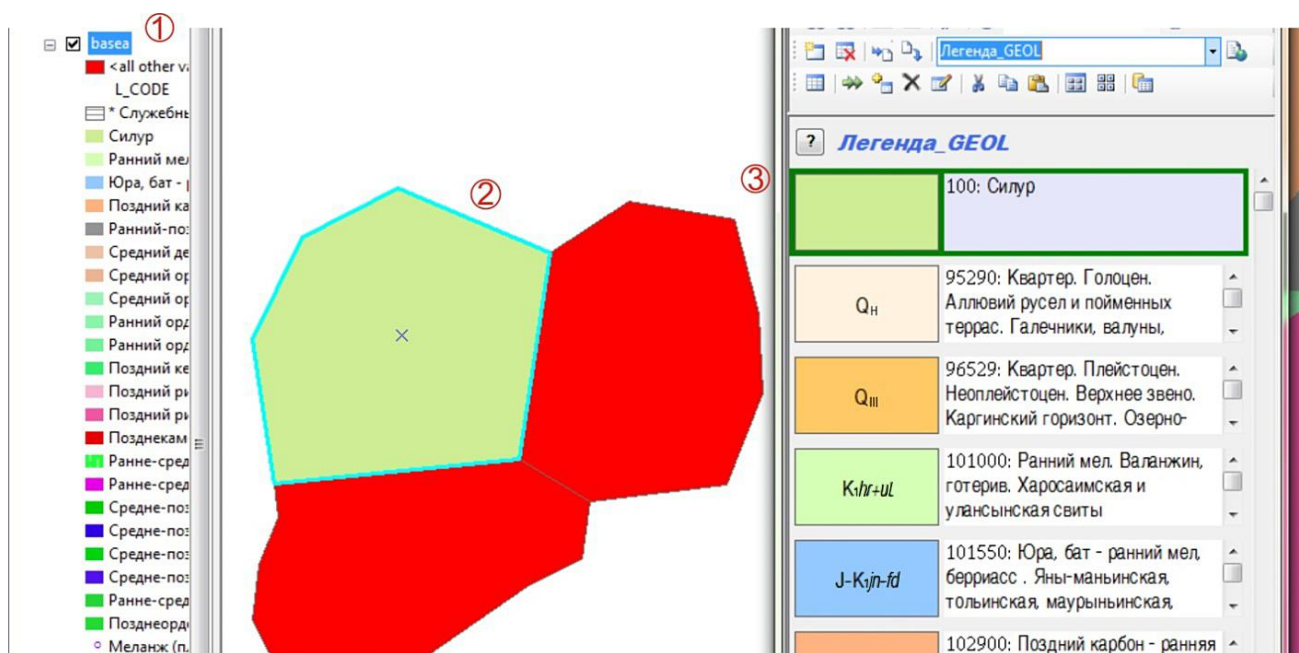 ①
basea
<all other va
L_CODE
* Служебнь
Силур
Ранний мел
Юра, бат - р
Поздний ка
Ранний-поз
Средний де
Средний ор
Средний ор
Ранний орд
Ранний орд
Поздний ке
Поздний ри
Поздний ри
Позднекам
Ранне-сред
Ранне-сред
Средне-поз
Средне-поз
Средне-поз
Средне-поз
Ранне-сред
Позднеорд
Меланж (п.
②
③
Легенда_GEOL
? Легенда_GEOL
100: Силур
QH
95290: Квартер. Голоцен.
Аллювий русел и пойменных
террас. Галечники, валуны,
QIII
96529: Квартер. Плейстоцен.
Неоплейстоцен. Верхнее звено.
Каргинский горизонт. Озерно-
K1hr+uL
101000: Ранний мел. Валанжин,
готерив. Харосаимская и
улансынская свиты
J-K1jn-fd
101550: Юра, бат - ранний мел,
берриасс . Яны-маньинская,
тольинская, маурыньинская,
102900: Поздний карбон - ранняя